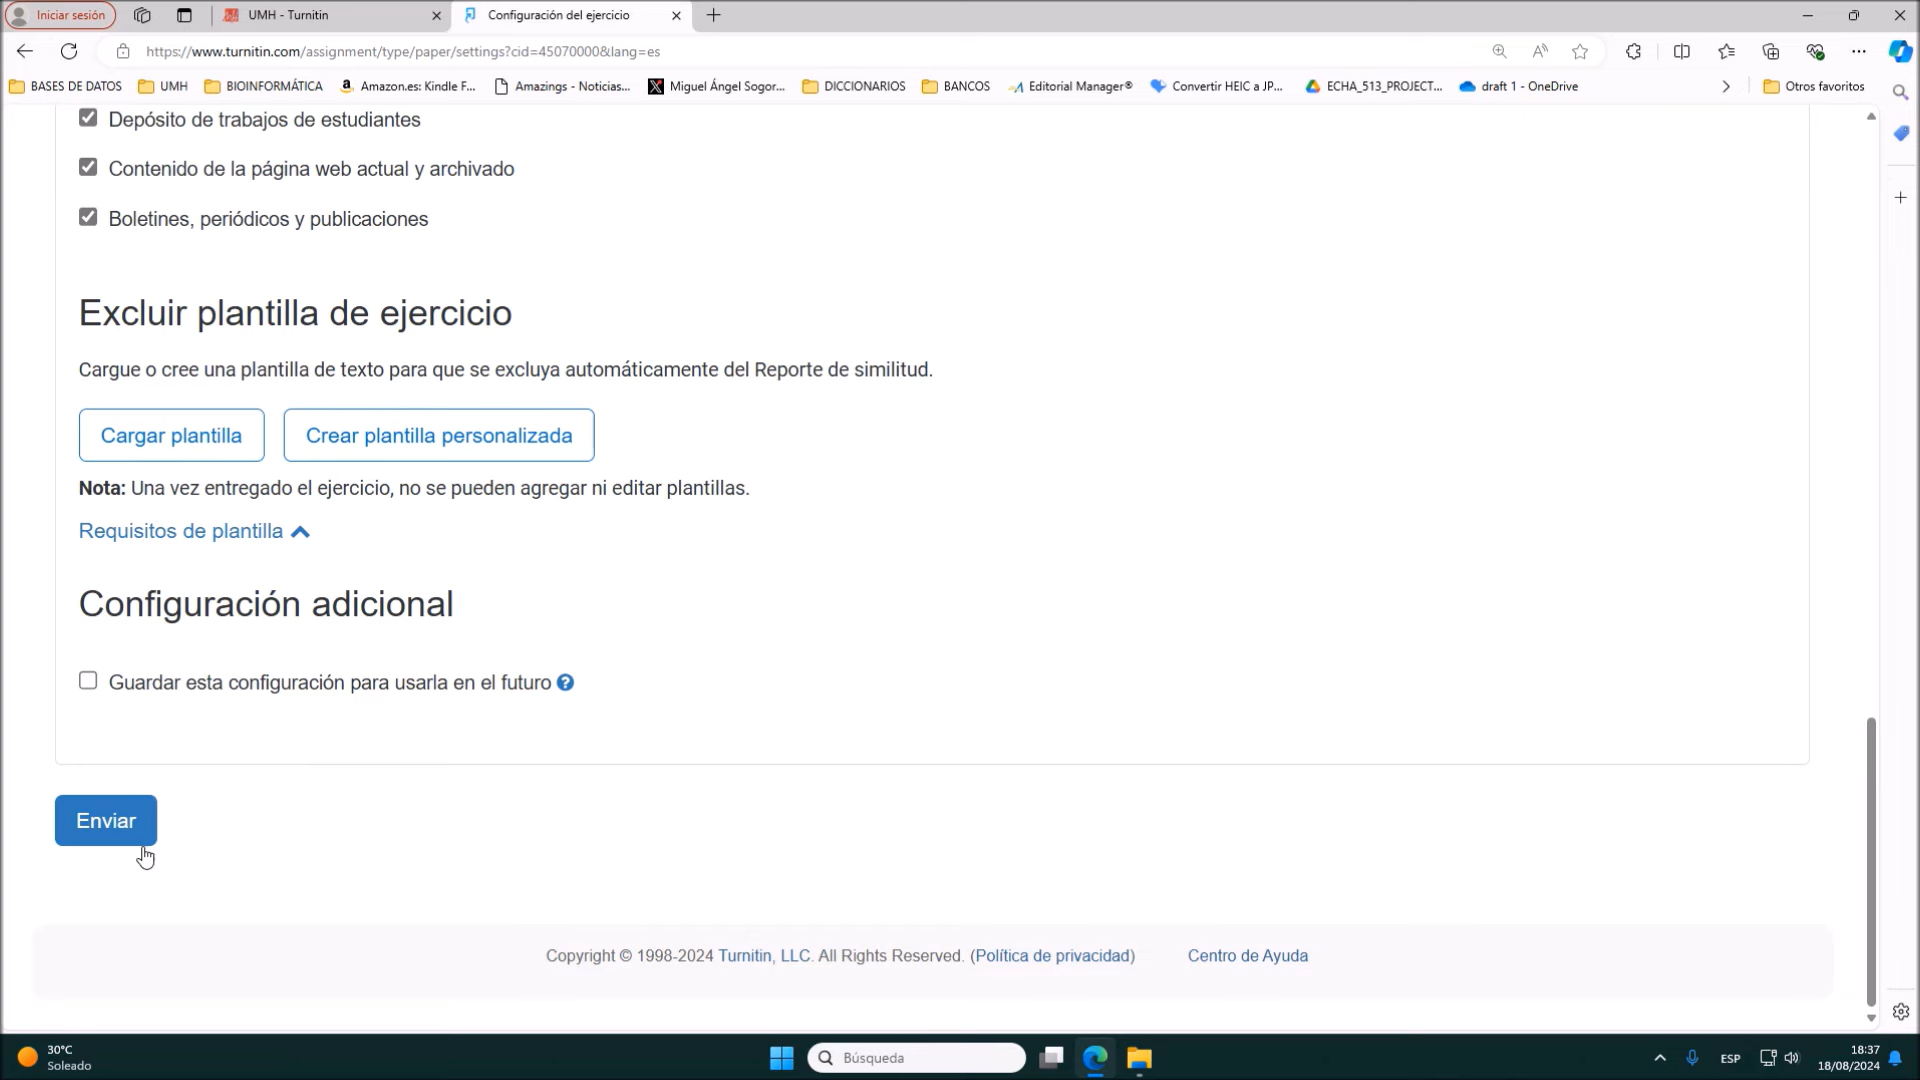 Iniciar sesión
UMH - Turnitin
Configuración del ejercicio
https://www.turnitin.com/assignment/type/paper/settings?cid=45070000&lang=es
BASES DE DATOS
UMH
BIOINFORMÁTICA
Amazon.es: Kindle F...
Amazings - Noticias...
Miguel Ángel Sogor...
DICCIONARIOS
BANCOS
Editorial Manager®
Convertir HEIC a JP...
ECHA_513_PROJECT...
draft 1 - OneDrive
Otros favoritos
Depósito de trabajos de estudiantes
Contenido de la página web actual y archivado
Boletines, periódicos y publicaciones
Excluir plantilla de ejercicio
Cargue o cree una plantilla de texto para que se excluya automáticamente del Reporte de similitud.
Cargar plantilla
Crear plantilla personalizada
Nota: Una vez entregado el ejercicio, no se pueden agregar ni editar plantillas.
Requisitos de plantilla
Configuración adicional
Guardar esta configuración para usarla en el futuro
Enviar
Copyright © 1998-2024 Turnitin, LLC. All Rights Reserved. (Política de privacidad)
Centro de Ayuda
30°C
Soleado
Búsqueda
ESP
18:37
18/08/2024